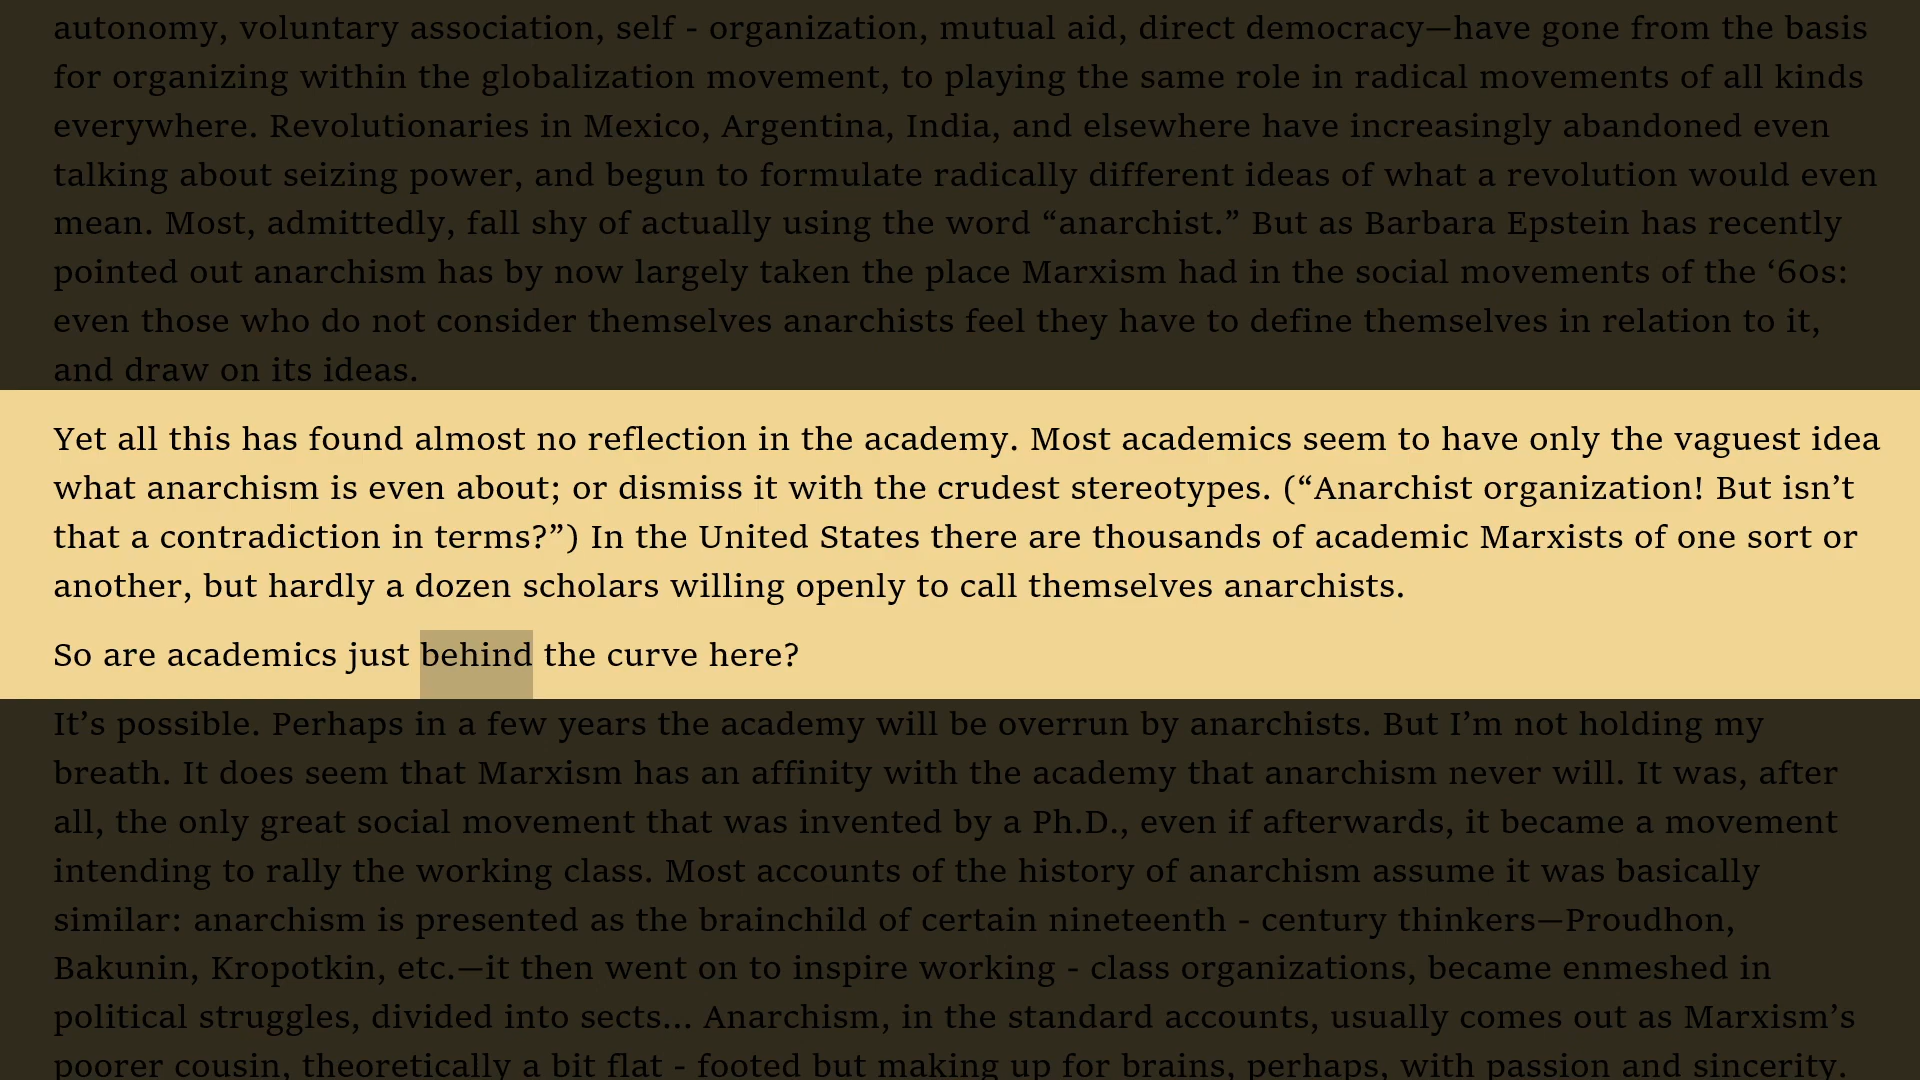 autonomy, voluntary association, self - organization, mutual aid, direct democracy—have gone from the basis
for organizing within the globalization movement, to playing the same role in radical movements of all kinds
everywhere. Revolutionaries in Mexico, Argentina, India, and elsewhere have increasingly abandoned even
talking about seizing power, and begun to formulate radically different ideas of what a revolution would even
mean. Most, admittedly, fall shy of actually using the word “anarchist.” But as Barbara Epstein has recently
pointed out anarchism has by now largely taken the place Marxism had in the social movements of the ‘60s:
even those who do not consider themselves anarchists feel they have to define themselves in relation to it,
and draw on its ideas.
Yet all this has found almost no reflection in the academy. Most academics seem to have only the vaguest idea
what anarchism is even about; or dismiss it with the crudest stereotypes. (“Anarchist organization! But isn’t
that a contradiction in terms?”) In the United States there are thousands of academic Marxists of one sort or
another, but hardly a dozen scholars willing openly to call themselves anarchists.
So are academics just behind the curve here?
It’s possible. Perhaps in a few years the academy will be overrun by anarchists. But I’m not holding my
breath. It does seem that Marxism has an affinity with the academy that anarchism never will. It was, after
all, the only great social movement that was invented by a Ph.D., even if afterwards, it became a movement
intending to rally the working class. Most accounts of the history of anarchism assume it was basically
similar: anarchism is presented as the brainchild of certain nineteenth - century thinkers—Proudhon,
Bakunin, Kropotkin, etc.—it then went on to inspire working - class organizations, became enmeshed in
political struggles, divided into sects... Anarchism, in the standard accounts, usually comes out as Marxism’s
poorer cousin, theoretically a bit flat - footed but making up for brains, perhaps, with passion and sincerity.